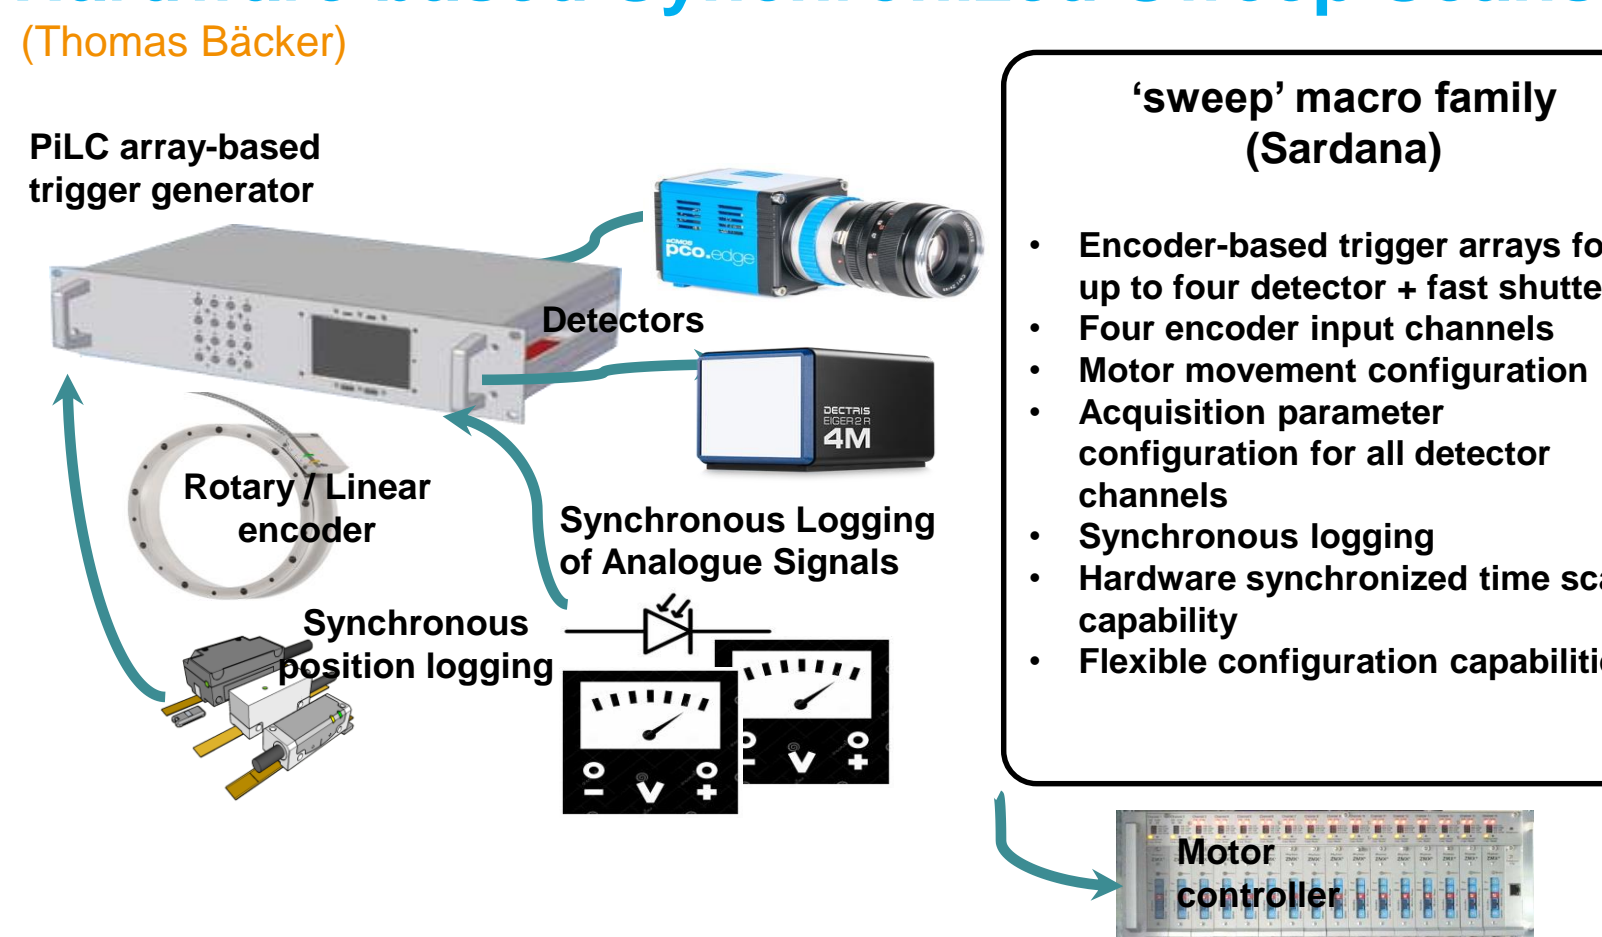 (Thomas Bäcker)
PiLC array-based
trigger generator
pco.edge
Detectors
DECTRIS
EIGER2 R
4M
Rotary / Linear
encoder
Synchronous Logging
of Analogue Signals
Synchronous
position logging
V
V
‘sweep’ macro family
(Sardana)
• Encoder-based trigger arrays fo
up to four detector + fast shutte
• Four encoder input channels
• Motor movement configuration
• Acquisition parameter
configuration for all detector
channels
• Synchronous logging
• Hardware synchronized time sca
capability
• Flexible configuration capabiliti
Motor
controller